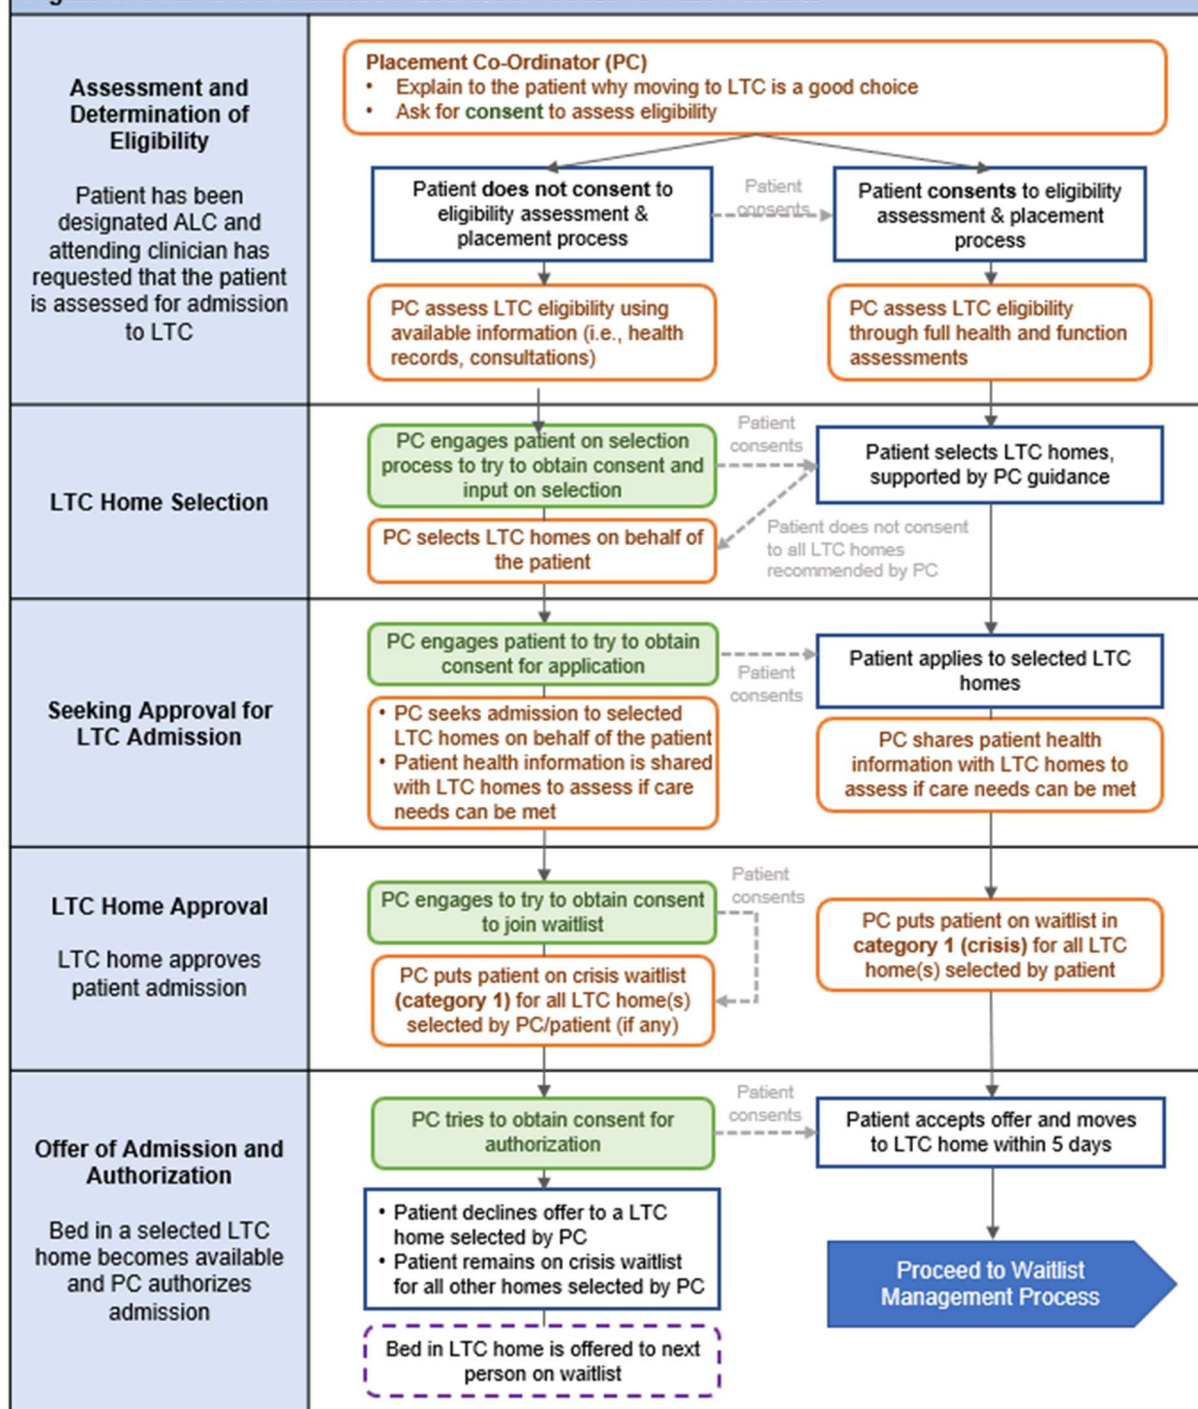 Assessment and
Determination of
Eligibility
Patient has been
designated ALC and
attending clinician has
requested that the patient
is assessed for admission
to LTC
Placement Co-Ordinator (PC)
• Explain to the patient why moving to LTC is a good choice
• Ask for consent to assess eligibility
Patient does not consent to
eligibility assessment &
placement process
Patient
consents
Patient consents to eligibility
assessment & placement
process
PC assess LTC eligibility using
available information (i.e., health
records, consultations)
PC assess LTC eligibility
through full health and function
assessments
LTC Home Selection
PC engages patient on selection
process to try to obtain consent and
input on selection
Patient
consents
Patient selects LTC homes,
supported by PC guidance
PC selects LTC homes on behalf of
the patient
Patient does not consent
to all LTC homes
recommended by PC
Seeking Approval for
LTC Admission
PC engages patient to try to obtain
consent for application
Patient
consents
Patient applies to selected LTC
homes
• PC seeks admission to selected
LTC homes on behalf of the patient
• Patient health information is shared
with LTC homes to assess if care
needs can be met
PC shares patient health
information with LTC homes to
assess if care needs can be met
LTC Home Approval
LTC home approves
patient admission
PC engages to try to obtain consent
to join waitlist
Patient
consents
PC puts patient on crisis waitlist
(category 1) for all LTC home(s)
selected by PC/patient (if any)
PC puts patient on waitlist in
category 1 (crisis) for all LTC
home(s) selected by patient
Offer of Admission and
Authorization
Bed in a selected LTC
home becomes available
and PC authorizes
admission
PC tries to obtain consent for
authorization
Patient
consents
Patient accepts offer and moves
to LTC home within 5 days
• Patient declines offer to a LTC
home selected by PC
• Patient remains on crisis waitlist
for all other homes selected by PC
Proceed to Waitlist
Management Process
Bed in LTC home is offered to next
person on waitlist